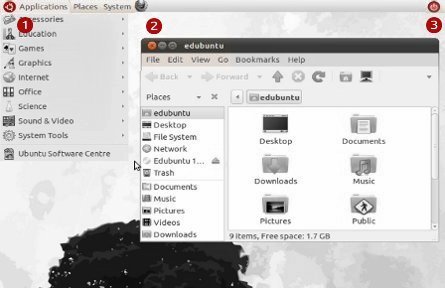 Applications Places System
1
2
3
Accessories
Education
Games
Graphics
Internet
Office
Science
Sound & Video
System Tools
Ubuntu Software Centre
edubuntu
File Edit View Go Bookmarks Help
Back Forward
Places
edubuntu
edubuntu
Desktop
File System
Network
Edubuntu 1...
Trash
Documents
Music
Pictures
Videos
Downloads
Desktop
Documents
Downloads
Music
Pictures
Public
9 items, Free space: 1.7 GB